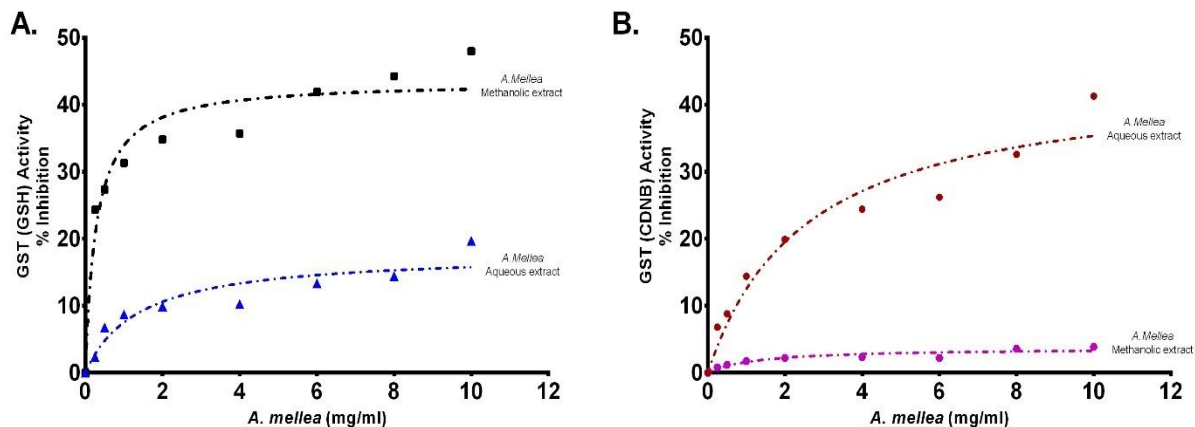 A.
GST (GSH) Activity
% Inhibition
50
40
30
20
10
0
0 2 4 6 8 10 12
A. mellea (mg/ml)
A.Mellea
Methanolic extract
A.Mellea
Aqueous extract
B.
GST (CDNB) Activity
% Inhibition
50
40
30
20
10
0
0 2 4 6 8 10 12
A. mellea (mg/ml)
A.Mellea
Aqueous extract
A.Mellea
Methanolic extract